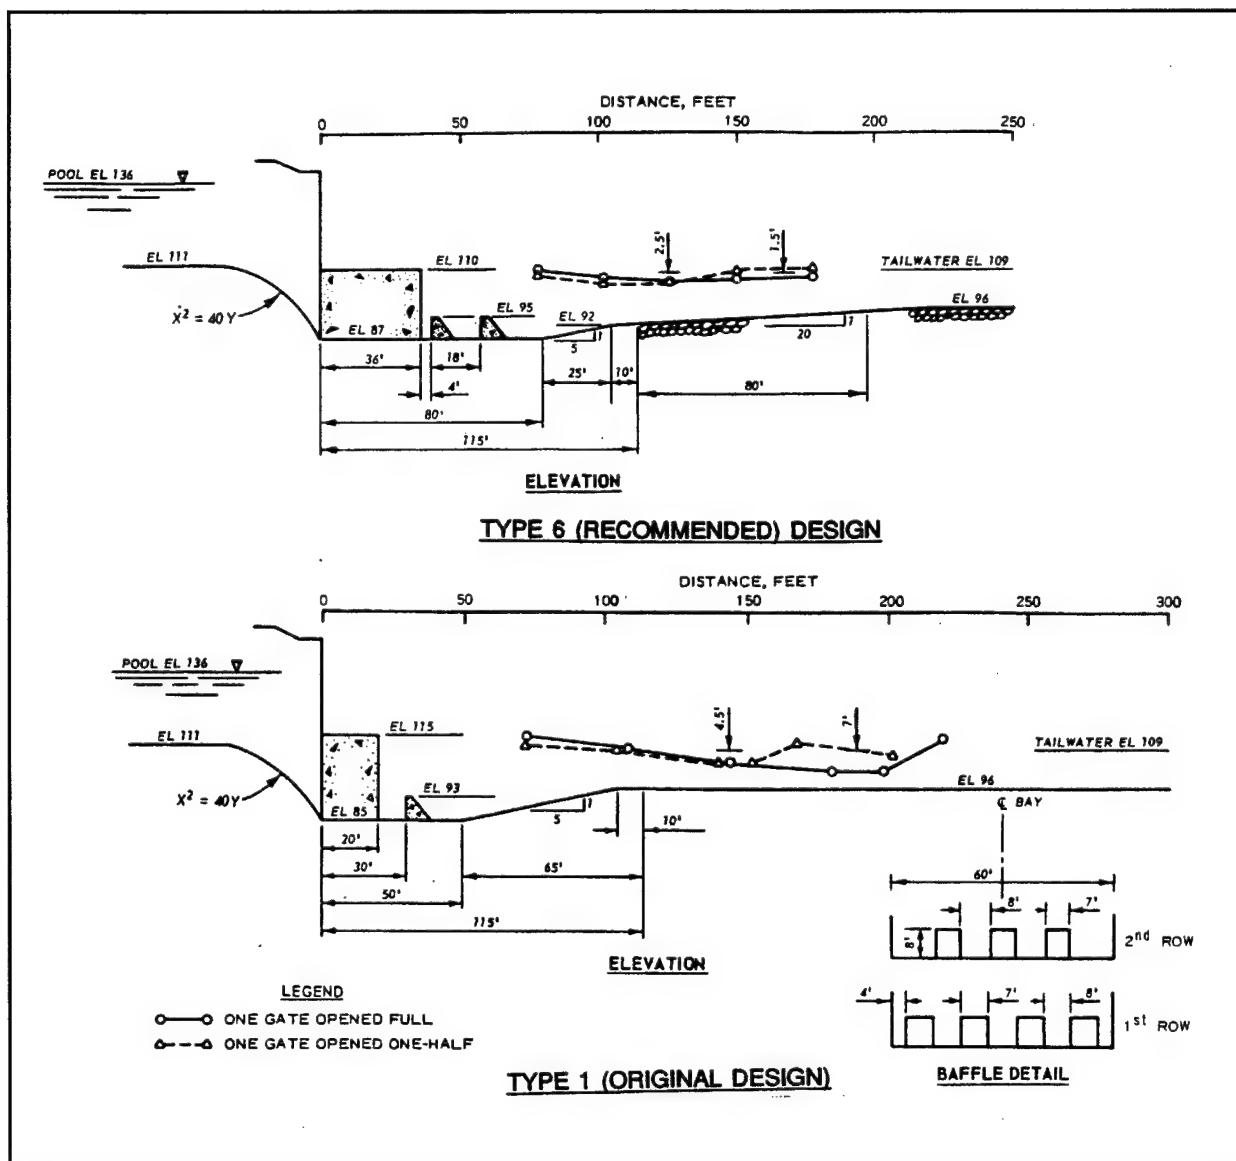 DISTANCE, FEET
0 50 100 150 200 250
POOL EL 136
EL 111
X² = 40Y
EL 110
EL 95
EL 87
EL 92
2.5'
1.5'
TAILWATER EL 109
EL 96
1
5
1
20
36'
18'
4'
25'
10'
80'
80'
115'
ELEVATION
TYPE 6 (RECOMMENDED) DESIGN
DISTANCE, FEET
0 50 100 150 200 250 300
POOL EL 136
EL 111
X² = 40Y
EL 115
EL 93
EL 85
4.5'
7'
TAILWATER EL 109
EL 96
1
5
10'
20'
30'
50'
65'
115'
ELEVATION
℄ BAY
60'
8' 7'
8'
2nd ROW
4' 7' 8'
1st ROW
BAFFLE DETAIL
LEGEND
ONE GATE OPENED FULL
ONE GATE OPENED ONE-HALF
TYPE 1 (ORIGINAL DESIGN)